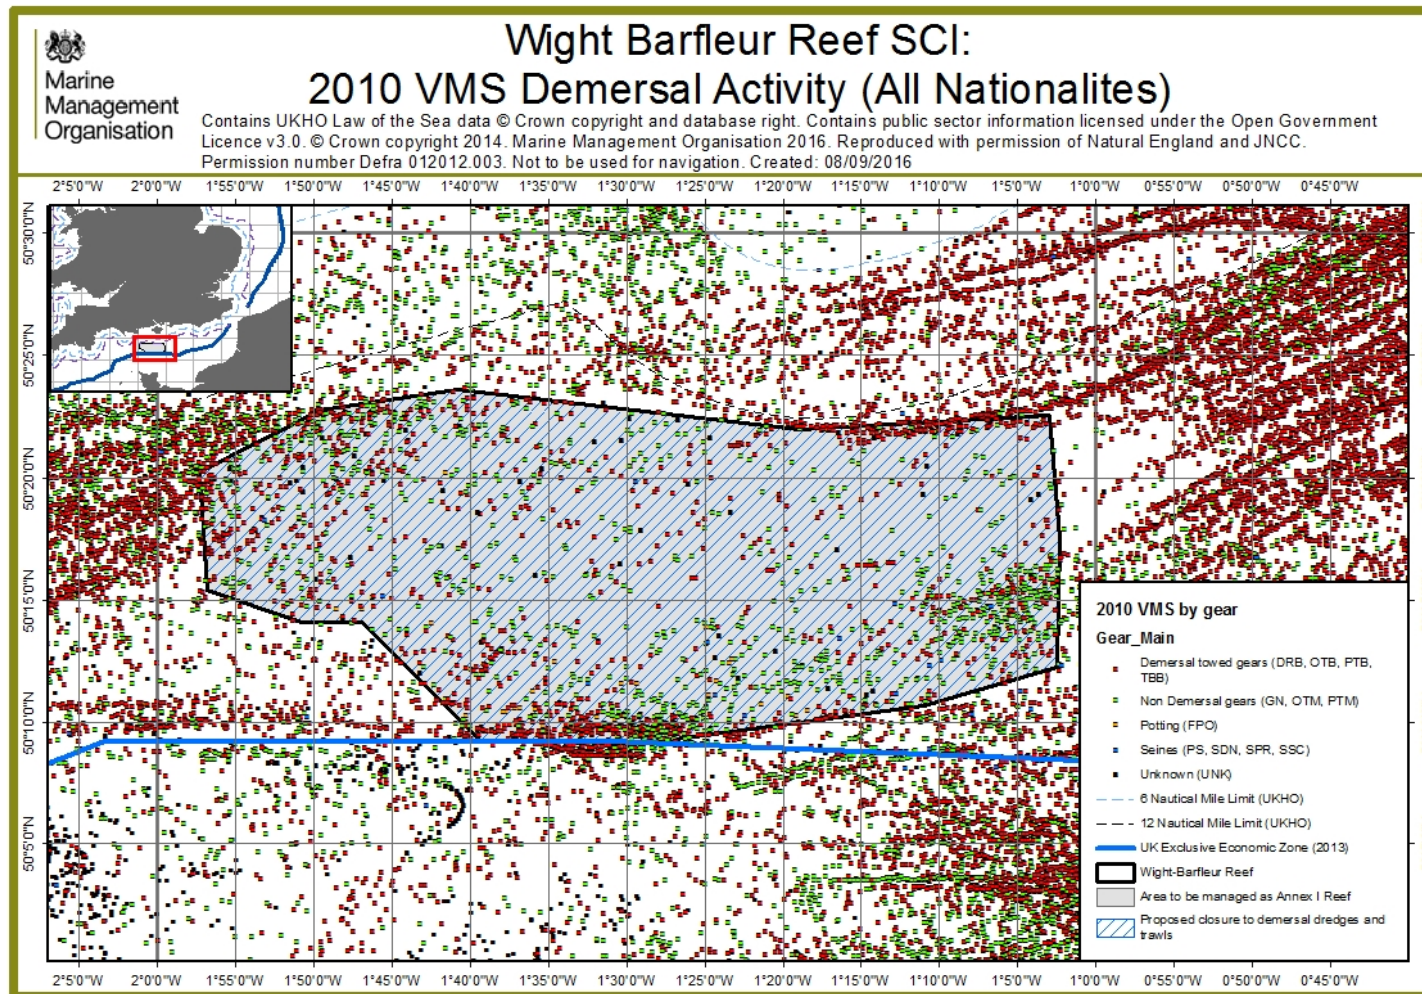 Wight Barfleur Reef SCI:
2010 VMS Demersal Activity (All Nationalites)
Marine
Management
Organisation
Contains UKHO Law of the Sea data © Crown copyright and database right. Contains public sector information licensed under the Open Government
Licence v3.0. © Crown copyright 2014. Marine Management Organisation 2016. Reproduced with permission of Natural England and JNCC.
Permission number Defra 012012.003. Not to be used for navigation. Created: 08/09/2016
2°5'0"W 2°0'0"W 1°55'0"W 1°50'0"W 1°45'0"W 1°40'0"W 1°35'0"W 1°30'0"W 1°25'0"W 1°20'0"W 1°15'0"W 1°10'0"W 1°5'0"W 1°0'0"W 0°55'0"W 0°50'0"W 0°45'0"W
50°30'0"N
50°25'0"N
50°20'0"N
50°15'0"N
50°10'0"N
50°5'0"N
2010 VMS by gear
Gear_Main
Demersal towed gears (DRB, OTB, PTB,
TBB)
Non Demersal gears (GN, OTM, PTM)
Potting (FPO)
Seines (PS, SDN, SPR, SSC)
Unknown (UNK)
6 Nautical Mile Limit (UKHO)
12 Nautical Mile Limit (UKHO)
UK Exclusive Economic Zone (2013)
Wight-Barfleur Reef
Area to be managed as Annex I Reef
Proposed closure to demersal dredges and
trawls
2°5'0"W 2°0'0"W 1°55'0"W 1°50'0"W 1°45'0"W 1°40'0"W 1°35'0"W 1°30'0"W 1°25'0"W 1°20'0"W 1°15'0"W 1°10'0"W 1°5'0"W 1°0'0"W 0°55'0"W 0°50'0"W 0°45'0"W